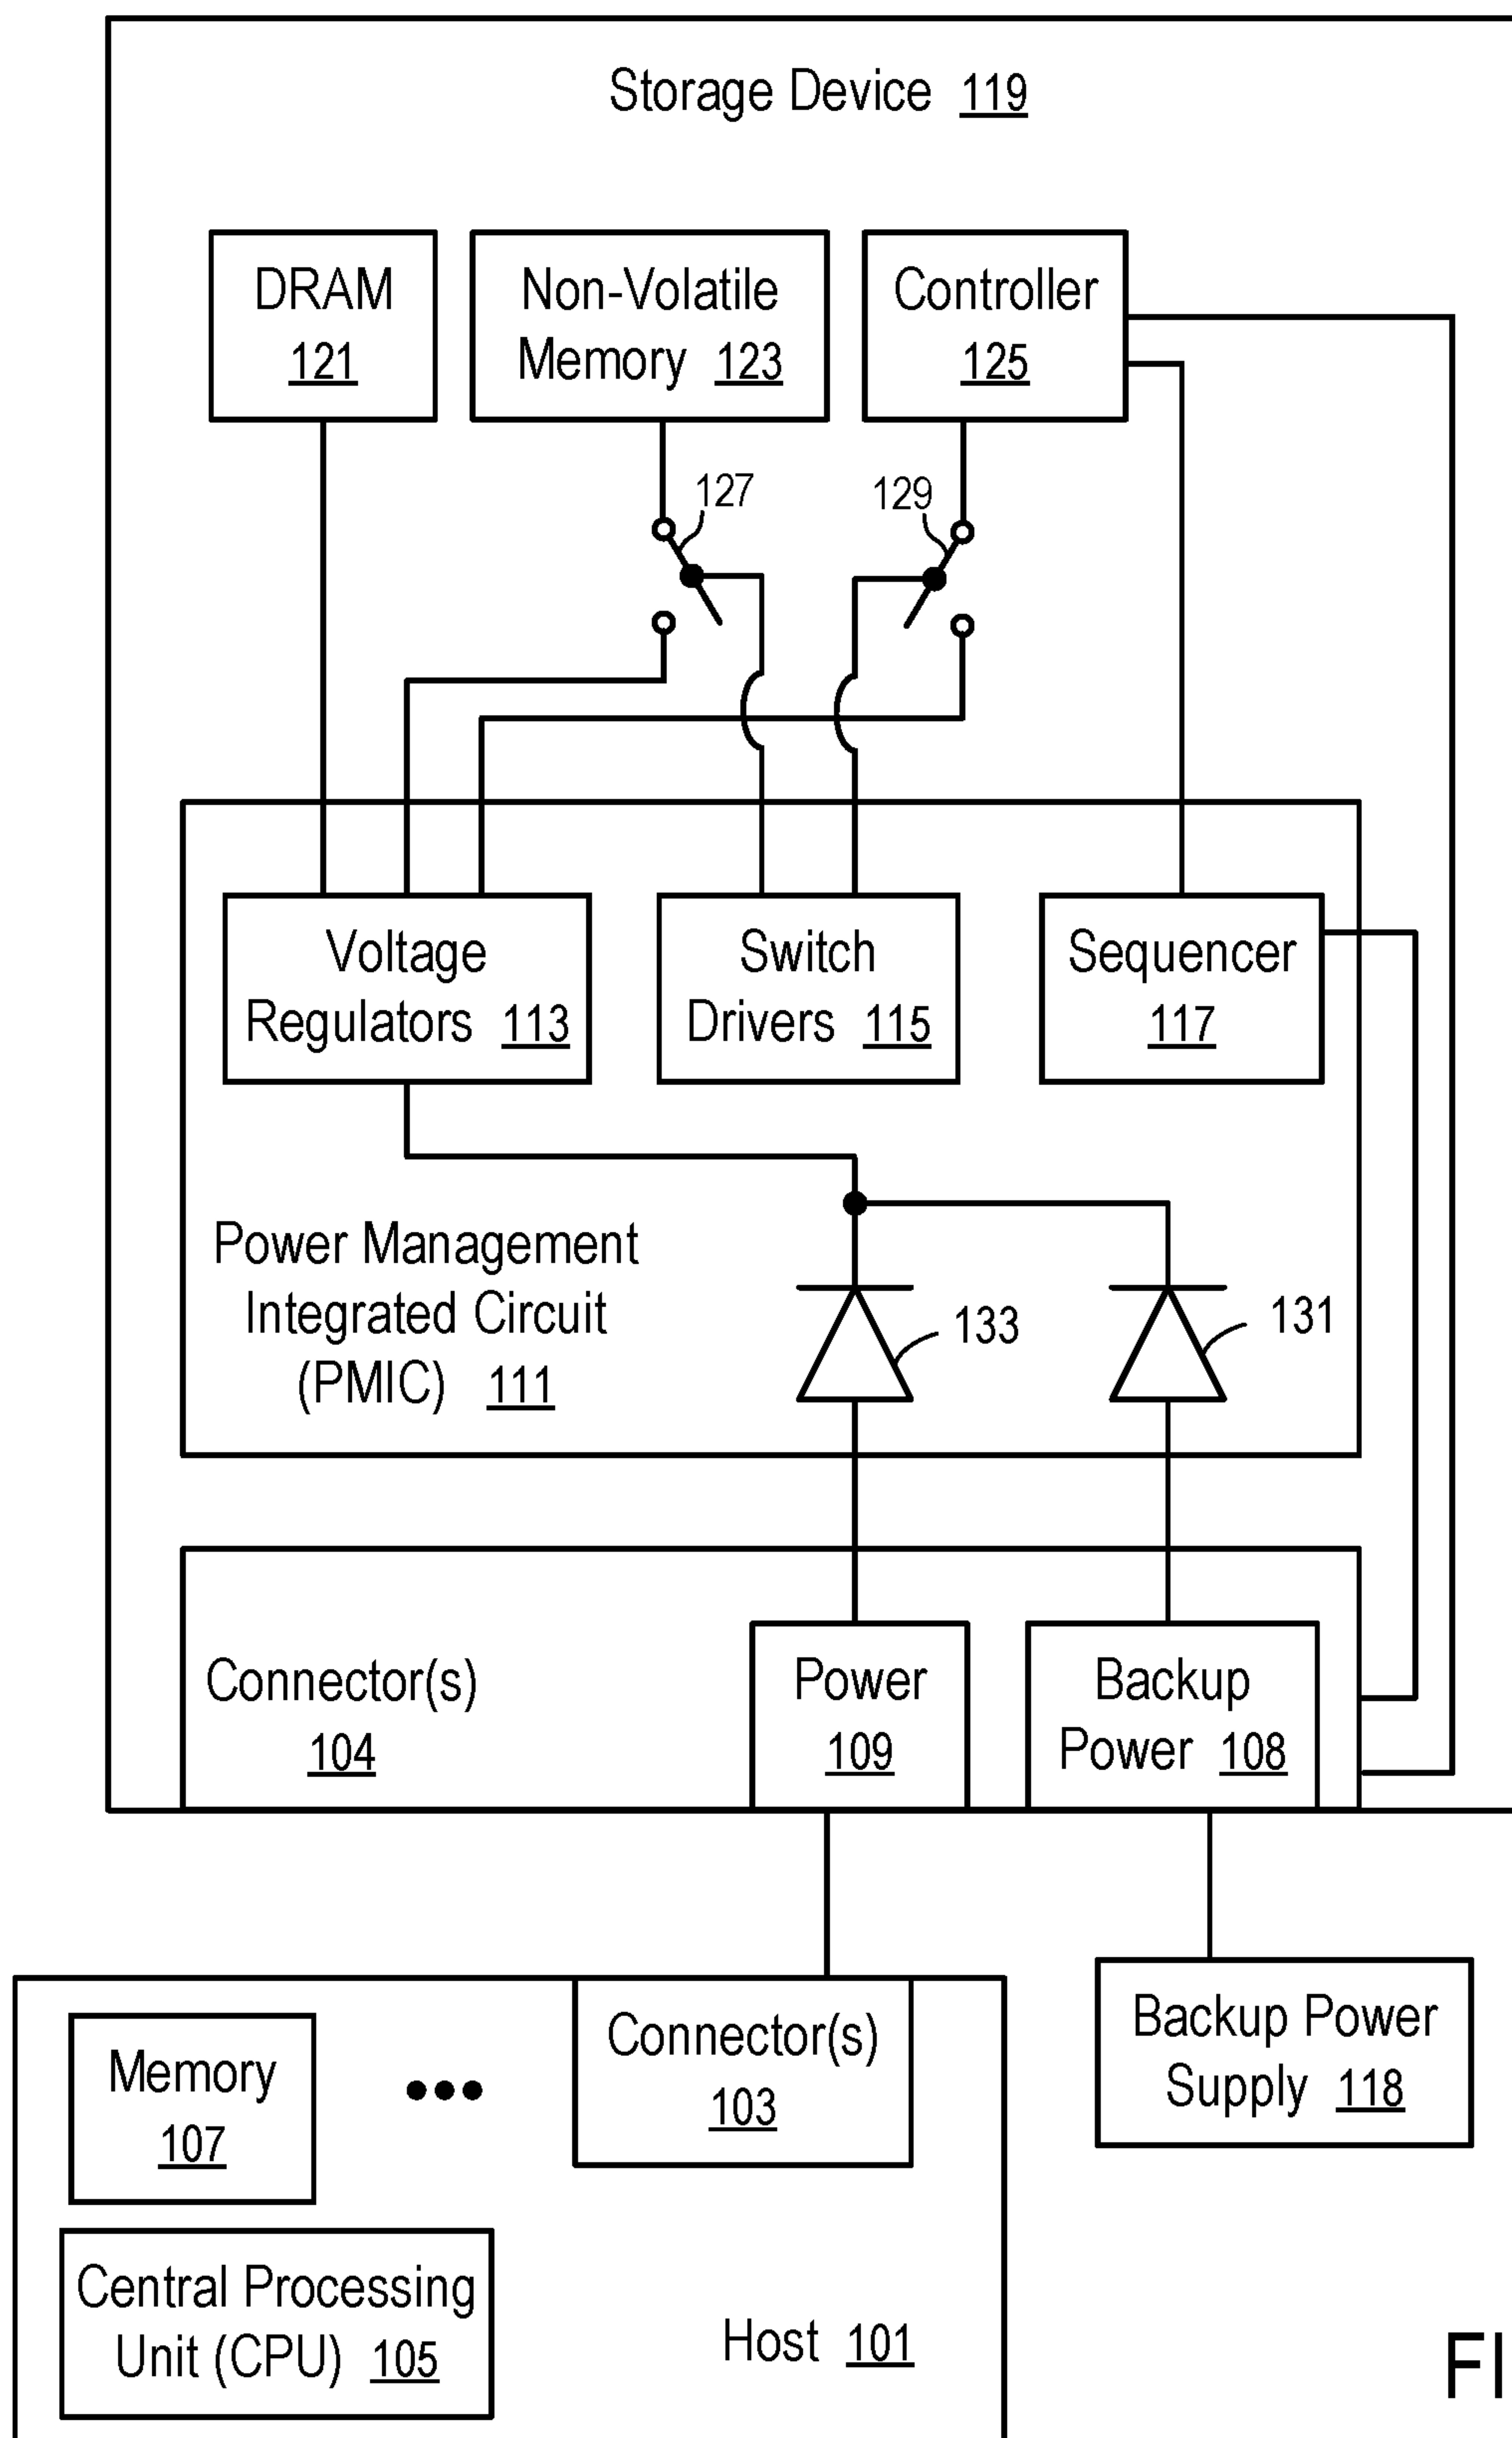 Storage Device 119
DRAM
121
Non-Volatile
Memory 123
Controller
125
127
129
Voltage
Regulators 113
Switch
Drivers 115
Sequencer
117
Power Management
Integrated Circuit
(PMIC) 111
133
131
Connector(s)
104
Power
109
Backup
Power 108
Memory
107
Connector(s)
103
Backup Power
Supply 118
Central Processing
Unit (CPU) 105
Host 101
FI